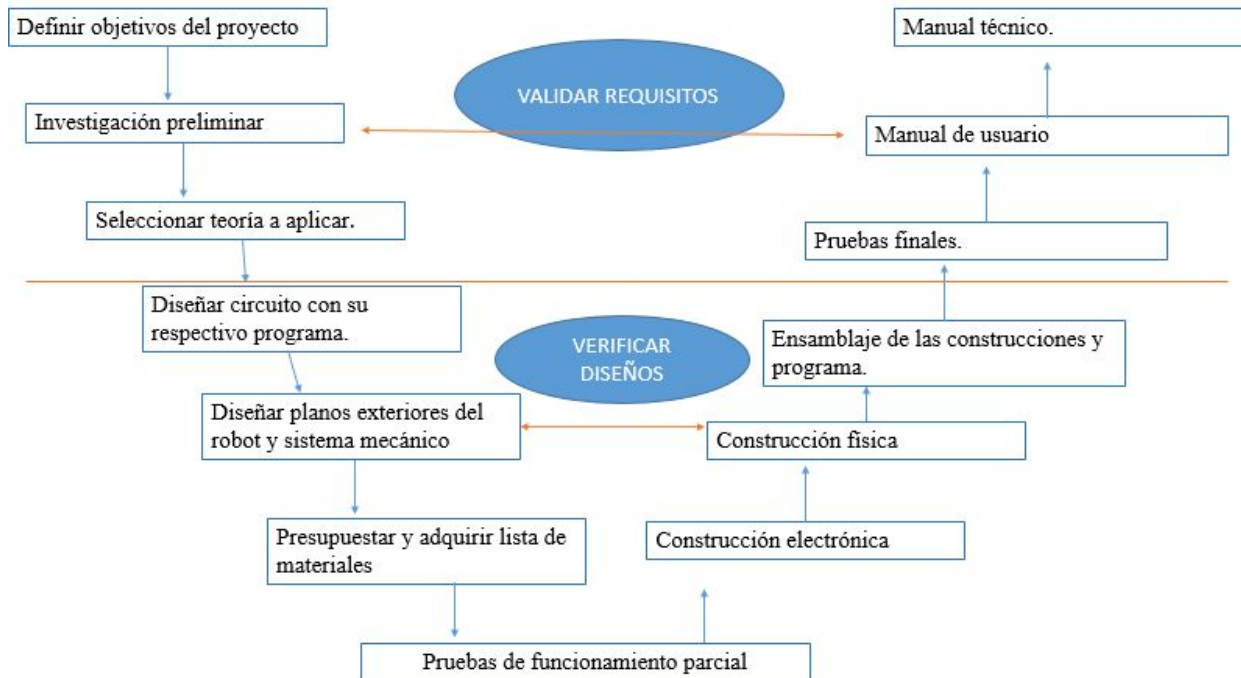 Definir objetivos del proyecto
Manual técnico.
VALIDAR REQUISITOS
Investigación preliminar
Manual de usuario
Seleccionar teoría a aplicar.
Pruebas finales.
Diseñar circuito con su
respectivo programa.
VERIFICAR
DISEÑOS
Ensamblaje de las construcciones y
programa.
Diseñar planos exteriores del
robot y sistema mecánico
Construcción física
Presupuestar y adquirir lista de
materiales
Construcción electrónica
Pruebas de funcionamiento parcial